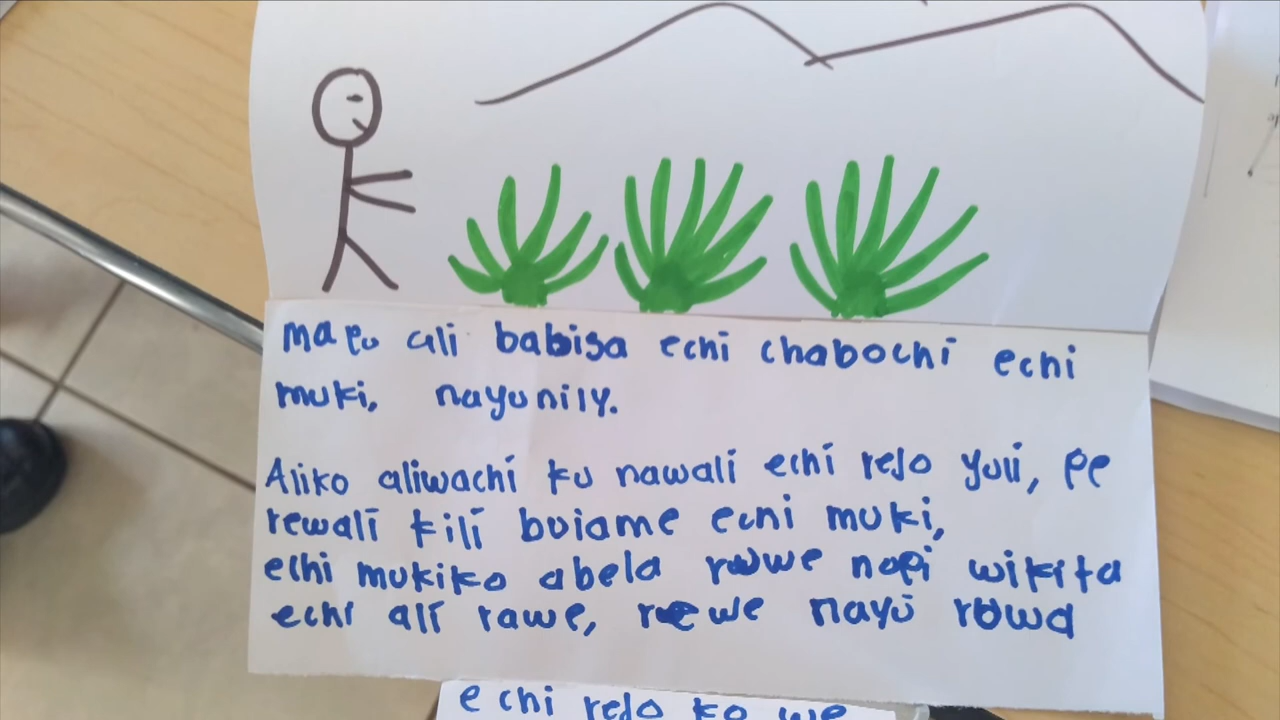 mapu ali babisa echi chabochi echi
muki, nayunily.
Aliko aliwachi ku nawali echi rejo yuli, pe
rewali kili buiame echi muki,
echi mukiko abela rowe napi wikita
echi ali rawe, rewe nayu rowa
echi rejo ko we